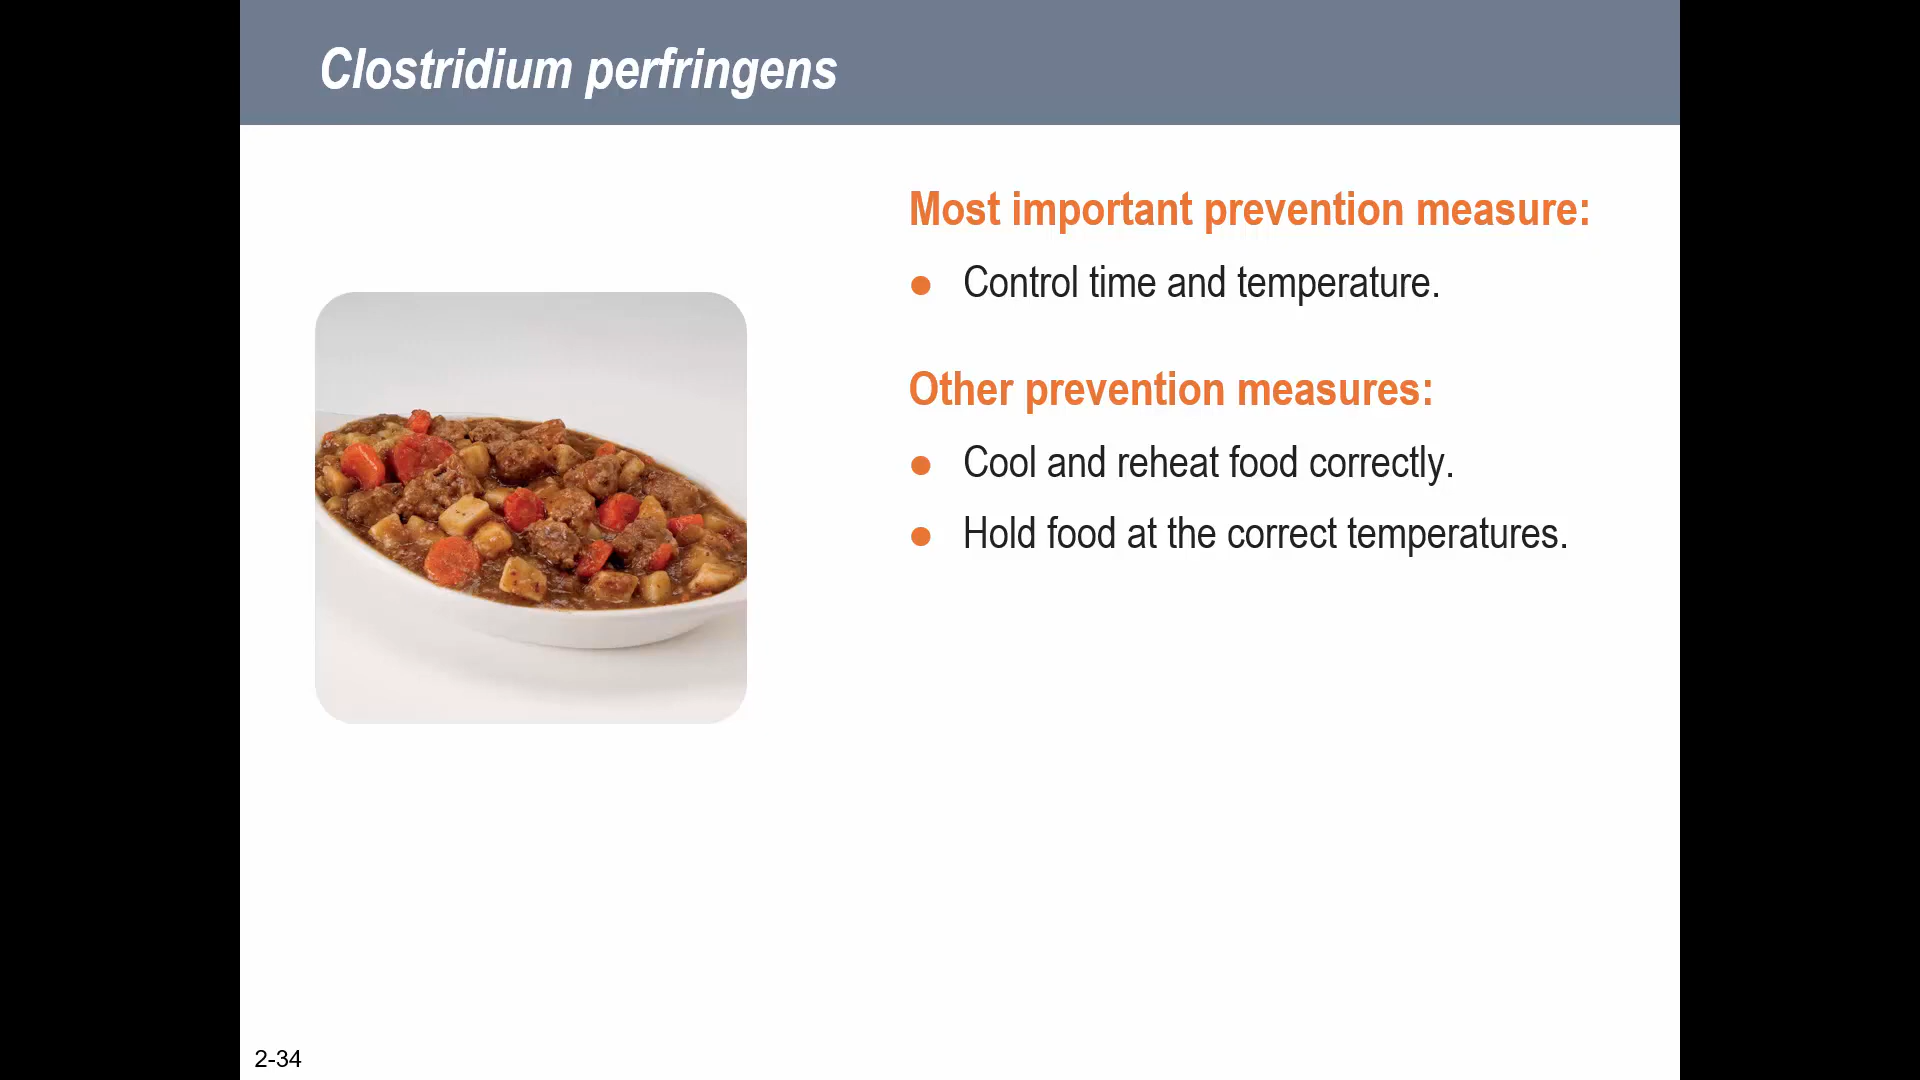 Clostridium perfringens
Most important prevention measure:
Control time and temperature.
Other prevention measures:
Cool and reheat food correctly.
Hold food at the correct temperatures.
2-34